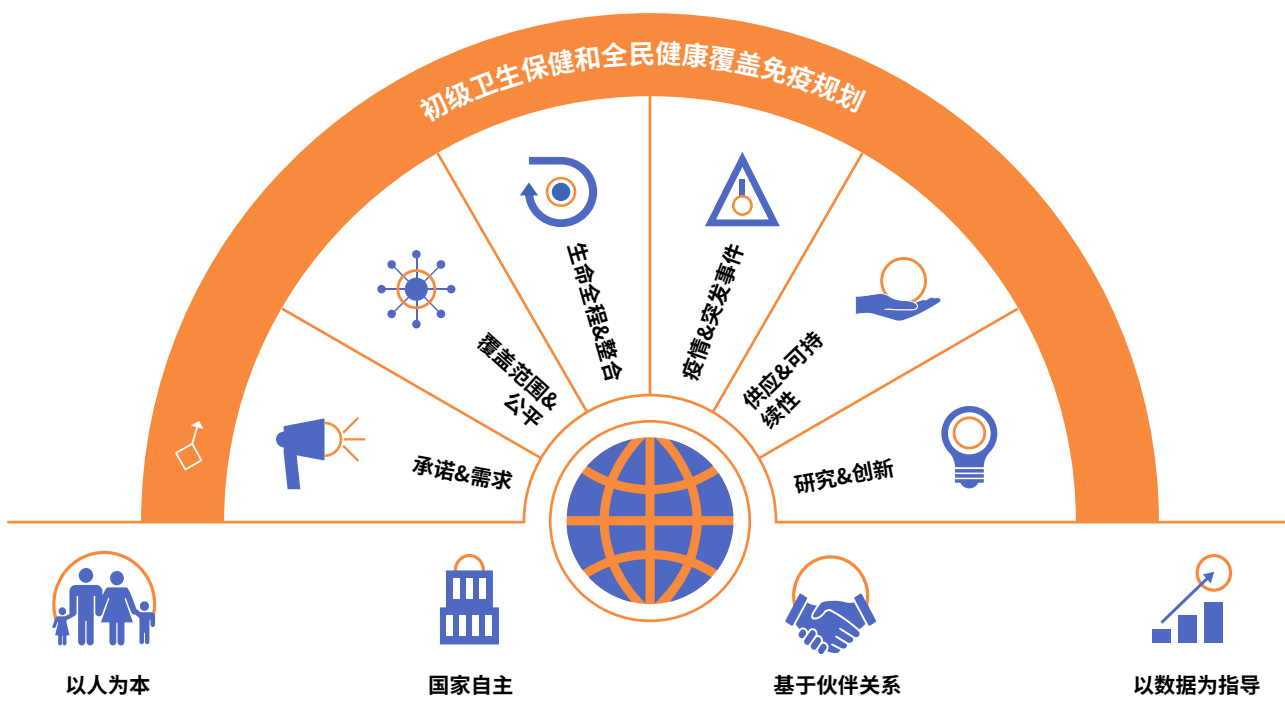 初级卫生保健和全民健康覆盖免疫规划
承诺&需求
覆盖范围&
公平
生命全程&整合
疫情&突发事件
供应&可持
续性
研究&创新
以人为本
国家自主
基于伙伴关系
以数据为指导